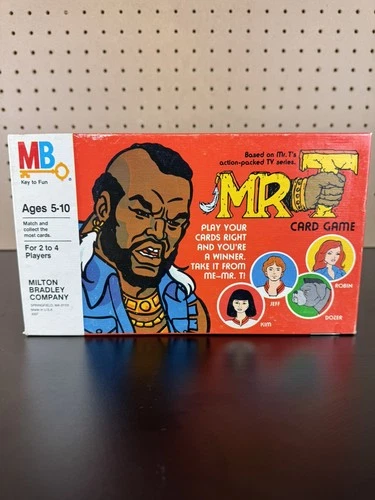 MB
Key to Fun
Ages 5-10
Match and
collect the
most cards.
For 2 to 4
Players
MILTON
BRADLEY
COMPANY
Based on Mr. T's
action-packed TV series.
MR T
CARD GAME
PLAY YOUR
CARDS RIGHT
AND YOU'RE
A WINNER.
TAKE IT FROM
ME—MR. T!
ROBIN
JEFF
DOZER
KIM